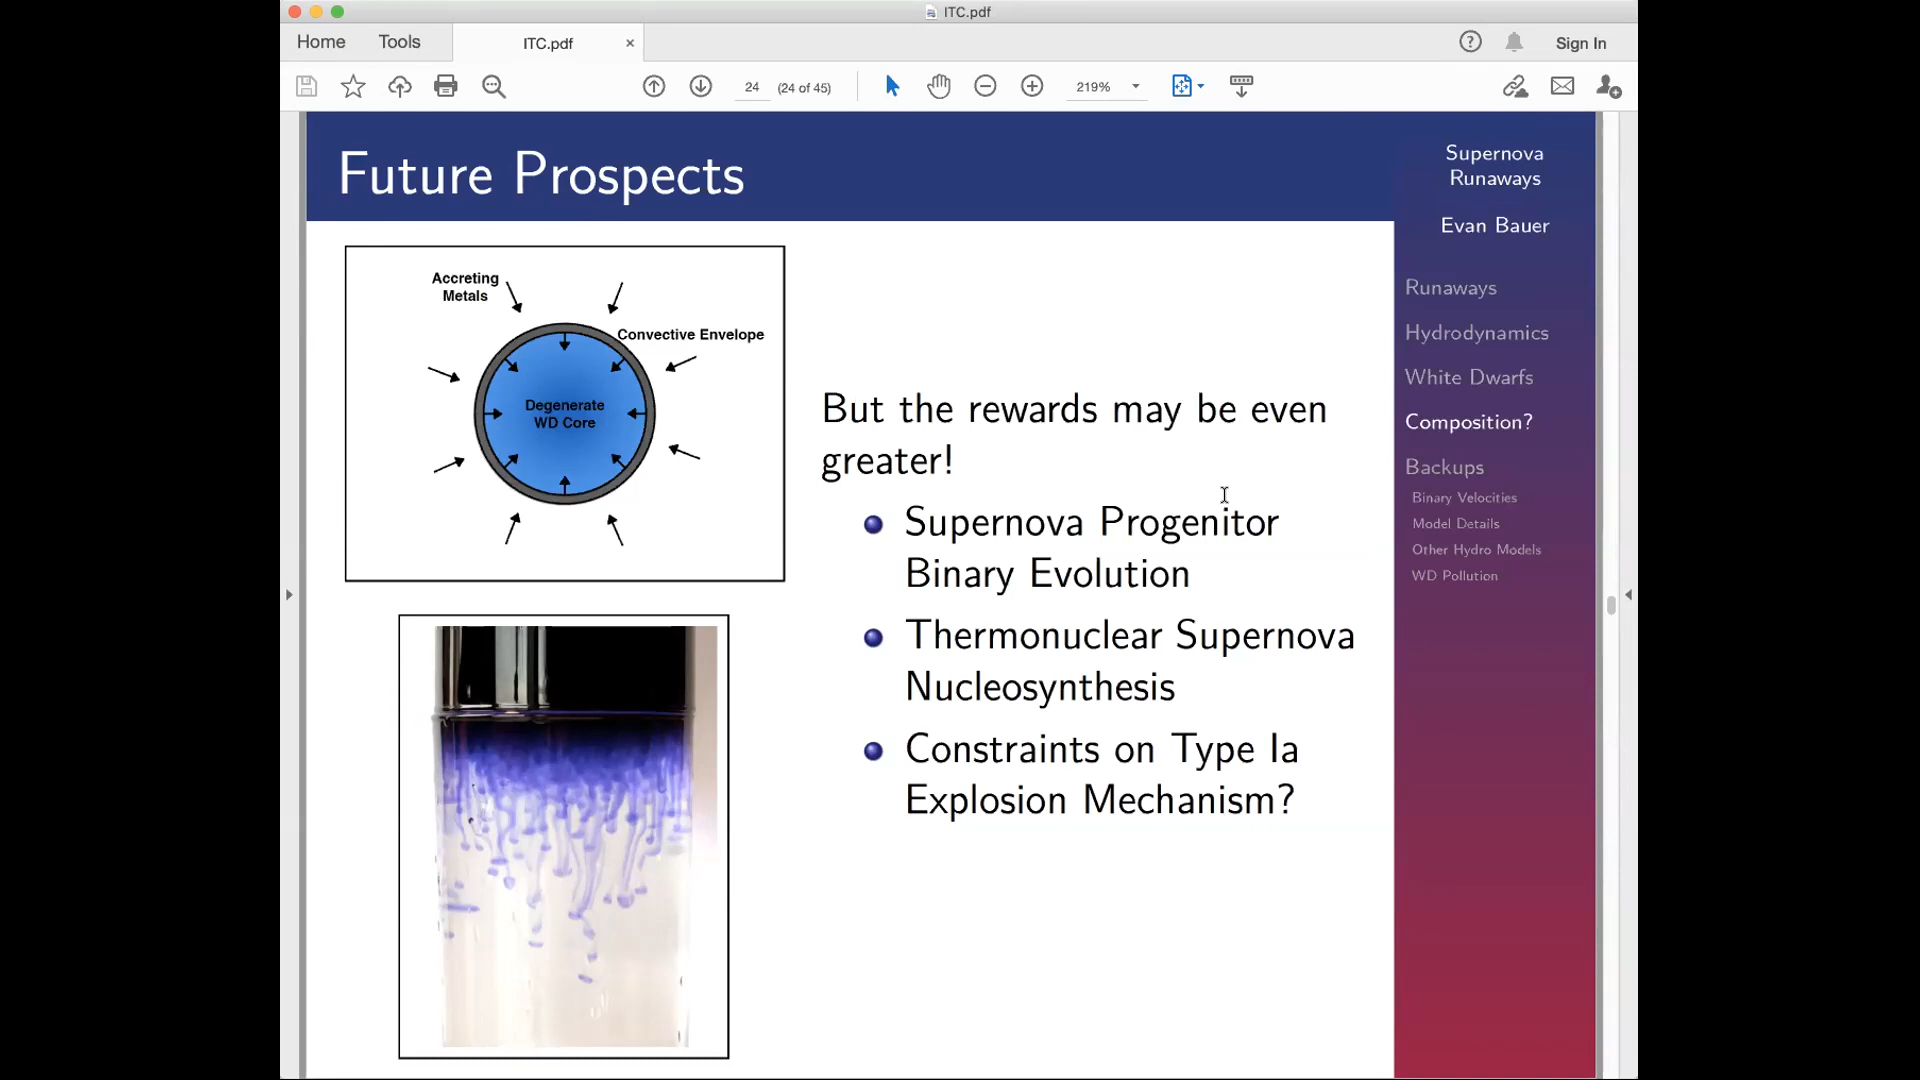 ITC.pdf
Home
Tools
ITC.pdf
Sign In
24
(24 of 45)
219%
Future Prospects
Accreting
Metals
Convective Envelope
Degenerate
WD Core
But the rewards may be even
greater!
Supernova Progenitor
Binary Evolution
Thermonuclear Supernova
Nucleosynthesis
Constraints on Type Ia
Explosion Mechanism?
Supernova
Runaways
Evan Bauer
Runaways
Hydrodynamics
White Dwarfs
Composition?
Backups
Binary Velocities
Model Details
Other Hydro Models
WD Pollution